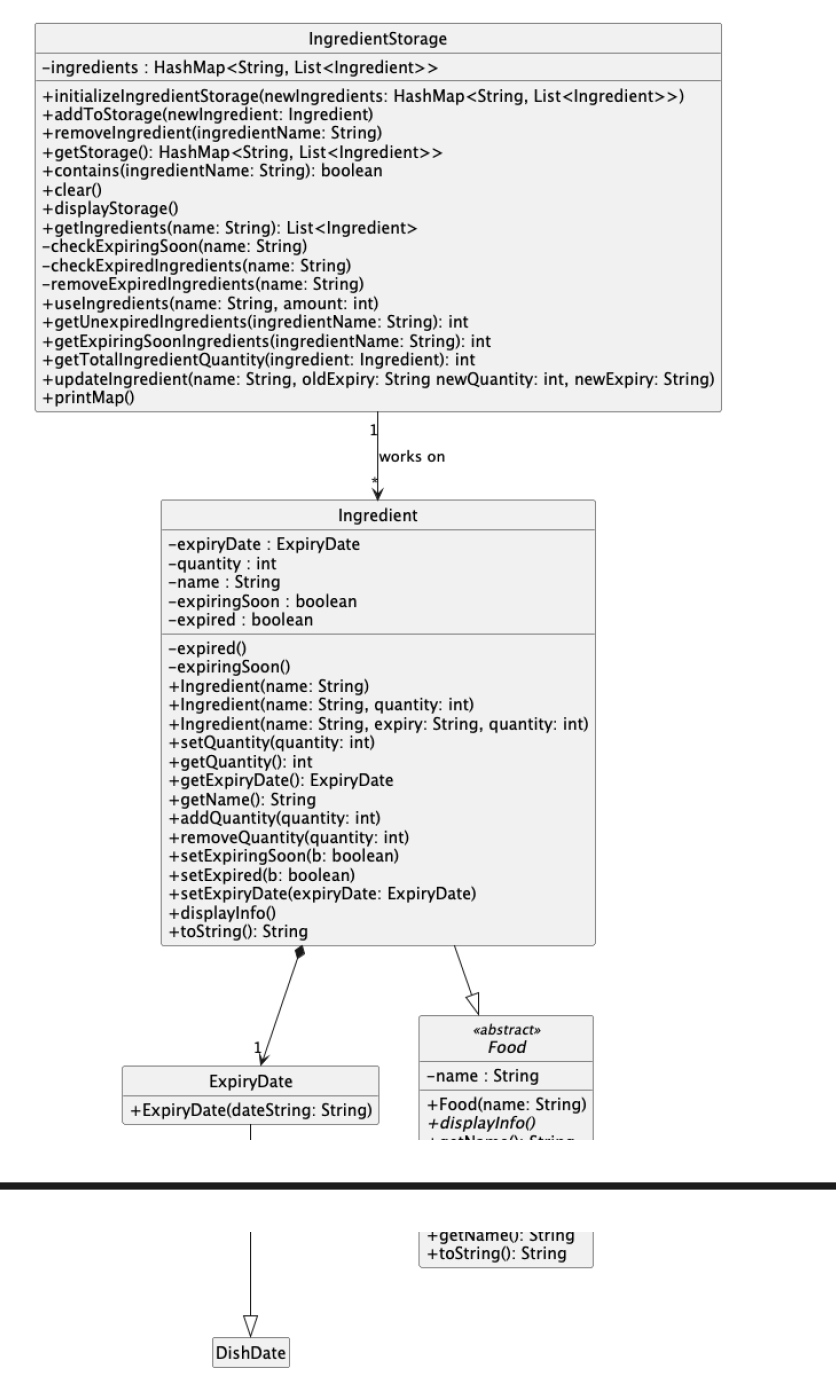 IngredientStorage
-ingredients : HashMap<String, List<Ingredient>>
+initializeIngredientStorage(newIngredients: HashMap<String, List<Ingredient>>)
+addToStorage(newIngredient: Ingredient)
+removeIngredient(ingredientName: String)
+getStorage(): HashMap<String, List<Ingredient>>
+contains(ingredientName: String): boolean
+clear()
+displayStorage()
+getIngredients(name: String): List<Ingredient>
-checkExpiringSoon(name: String)
-checkExpiredIngredients(name: String)
-removeExpiredIngredients(name: String)
+useIngredients(name: String, amount: int)
+getUnexpiredIngredients(ingredientName: String): int
+getExpiringSoonIngredients(ingredientName: String): int
+getTotalIngredientQuantity(ingredient: Ingredient): int
+updateIngredient(name: String, oldExpiry: String newQuantity: int, newExpiry: String)
+printMap()
1
works on
*
Ingredient
-expiryDate : ExpiryDate
-quantity : int
-name : String
-expiringSoon : boolean
-expired : boolean
-expired()
-expiringSoon()
+Ingredient(name: String)
+Ingredient(name: String, quantity: int)
+Ingredient(name: String, expiry: String, quantity: int)
+setQuantity(quantity: int)
+getQuantity(): int
+getExpiryDate(): ExpiryDate
+getName(): String
+addQuantity(quantity: int)
+removeQuantity(quantity: int)
+setExpiringSoon(b: boolean)
+setExpired(b: boolean)
+setExpiryDate(expiryDate: ExpiryDate)
+displayInfo()
+toString(): String
1
ExpiryDate
+ExpiryDate(dateString: String)
«abstract»
Food
-name : String
+Food(name: String)
+displayInfo()
+getName(): String
+getName(): String
+toString(): String
DishDate